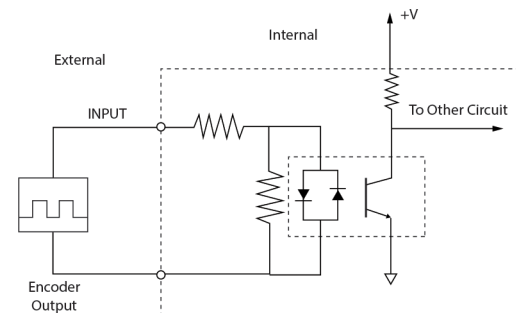 +V
Internal
External
To Other Circuit
INPUT
Encoder
Output